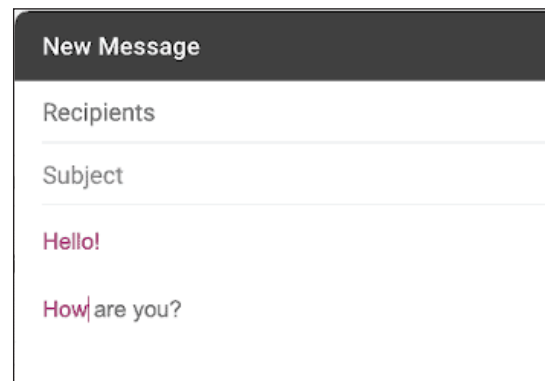 New Message
Recipients
Subject
Hello!
How are you?